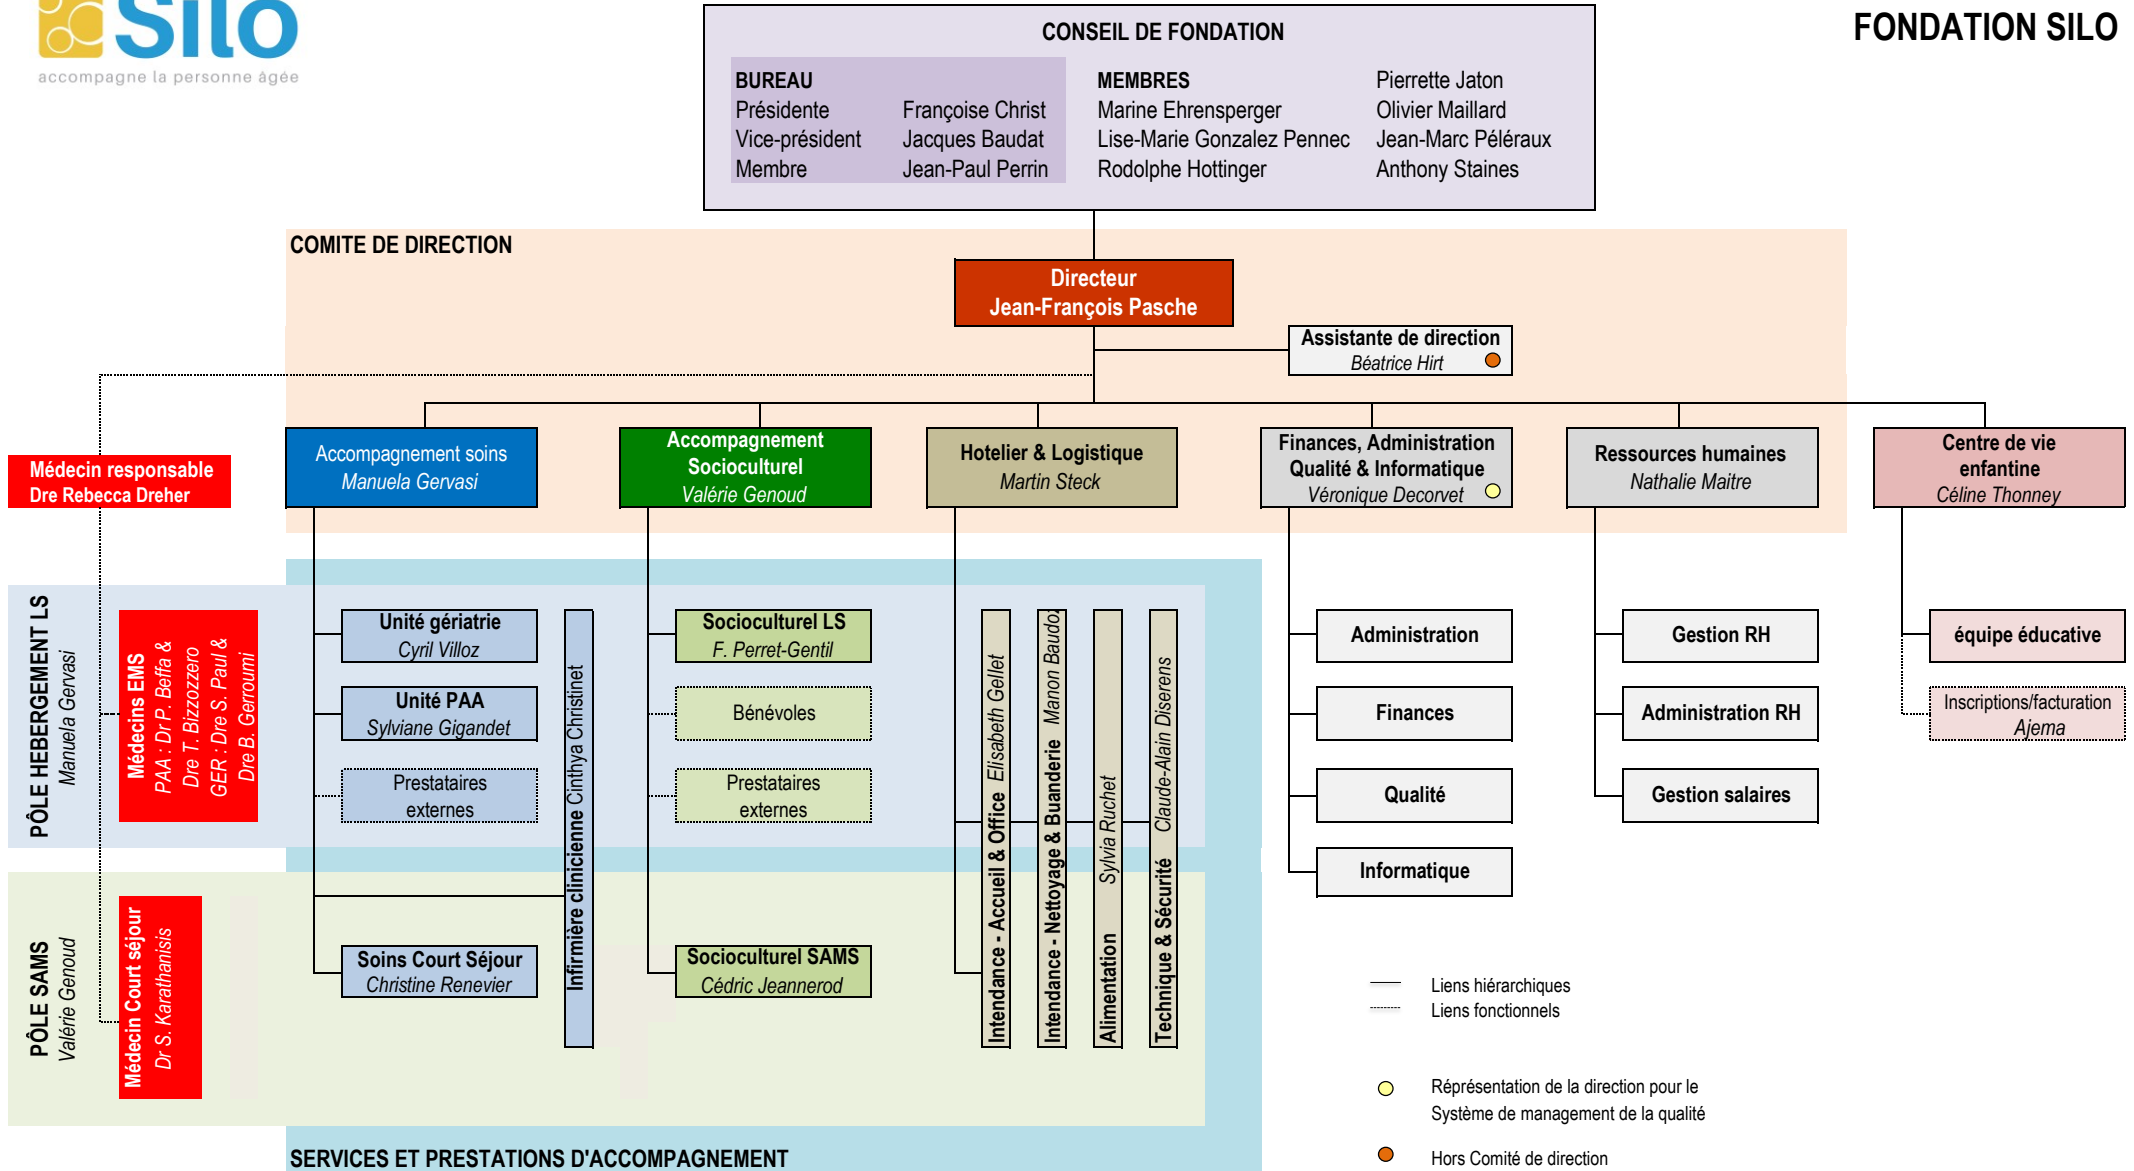 Silo
accompagne la personne âgée
FONDATION SILO
CONSEIL DE FONDATION
BUREAU
Présidente Françoise Christ
Vice-président Jacques Baudat
Membre Jean-Paul Perrin
MEMBRES
Marine Ehrensperger
Lise-Marie Gonzalez Pennec
Rodolphe Hottinger
Pierrette Jaton
Olivier Maillard
Jean-Marc Péléraux
Anthony Staines
COMITE DE DIRECTION
Directeur
Jean-François Pasche
Assistante de direction
Béatrice Hirt
Médecin responsable
Dre Rebecca Dreher
Accompagnement soins
Manuela Gervasi
Accompagnement
Socioculturel
Valérie Genoud
Hotelier & Logistique
Martin Steck
Finances, Administration
Qualité & Informatique
Véronique Decorvet
Ressources humaines
Nathalie Maitre
Centre de vie
enfantine
Céline Thonney
PÔLE HEBERGEMENT LS
Manuela Gervasi
Médecins EMS
PAA : Dr P. Beffa &
Dre T. Bizzozzero
GER : Dre S. Paul &
Dre B. Gerroumi
Unité gériatrie
Cyril Villoz
Unité PAA
Sylviane Gigandet
Prestataires
externes
Infirmière clinicienne Cinthya Christinet
Socioculturel LS
F. Perret-Gentil
Bénévoles
Prestataires
externes
Intendance - Accueil & Office Elisabeth Gellet
Intendance - Nettoyage & Buanderie Manon Baudoz
Alimentation Sylvia Ruchet
Technique & Sécurité Claude-Alain Diserens
Administration
Finances
Qualité
Informatique
Gestion RH
Administration RH
Gestion salaires
équipe éducative
Inscriptions/facturation
Ajema
PÔLE SAMS
Valérie Genoud
Médecin Court séjour
Dr S. Karathanisis
Soins Court Séjour
Christine Renevier
Socioculturel SAMS
Cédric Jeannerod
Liens hiérarchiques
Liens fonctionnels
Réprésentation de la direction pour le
Système de management de la qualité
Hors Comité de direction
SERVICES ET PRESTATIONS D'ACCOMPAGNEMENT